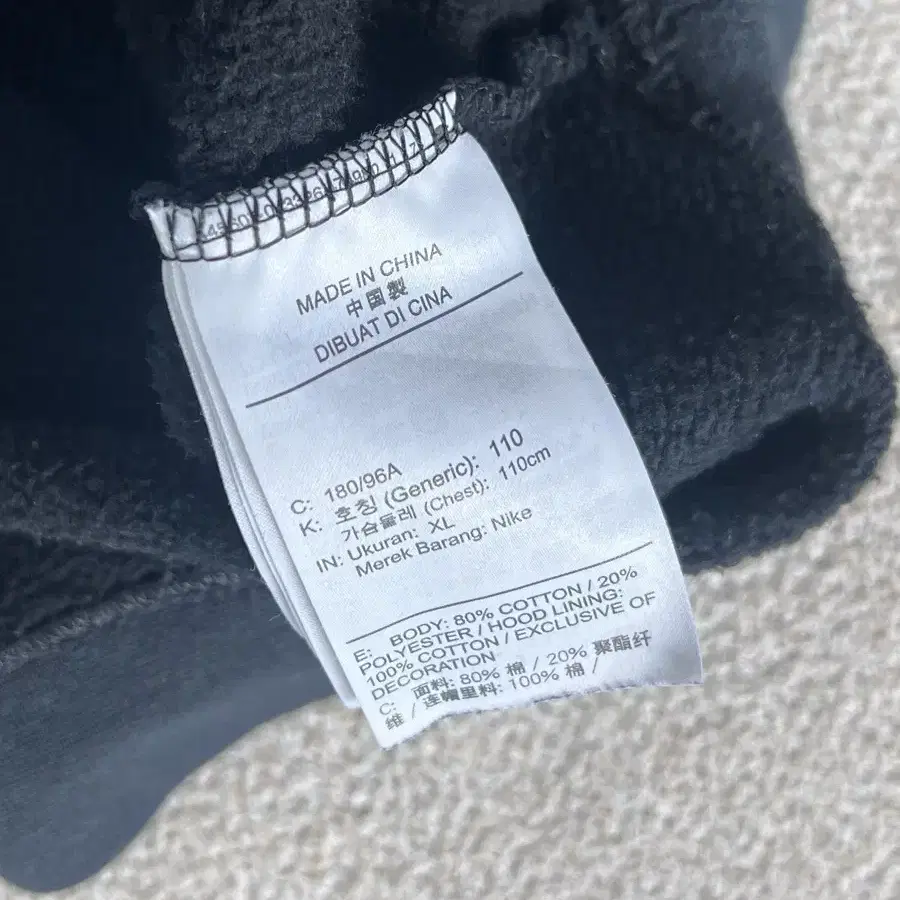 MADE IN CHINA
中国製
DIBUAT DI CINA
C: 180/96A
K: 호칭 (Generic): 110
가슴둘레 (Chest): 110cm
IN: Ukuran: XL
Merek Barang: Nike
E: BODY: 80% COTTON / 20%
POLYESTER / HOOD LINING:
100% COTTON / EXCLUSIVE OF
DECORATION
C: 面料: 80% 棉 / 20% 聚酯纤
维 / 连帽里料: 100% 棉 /